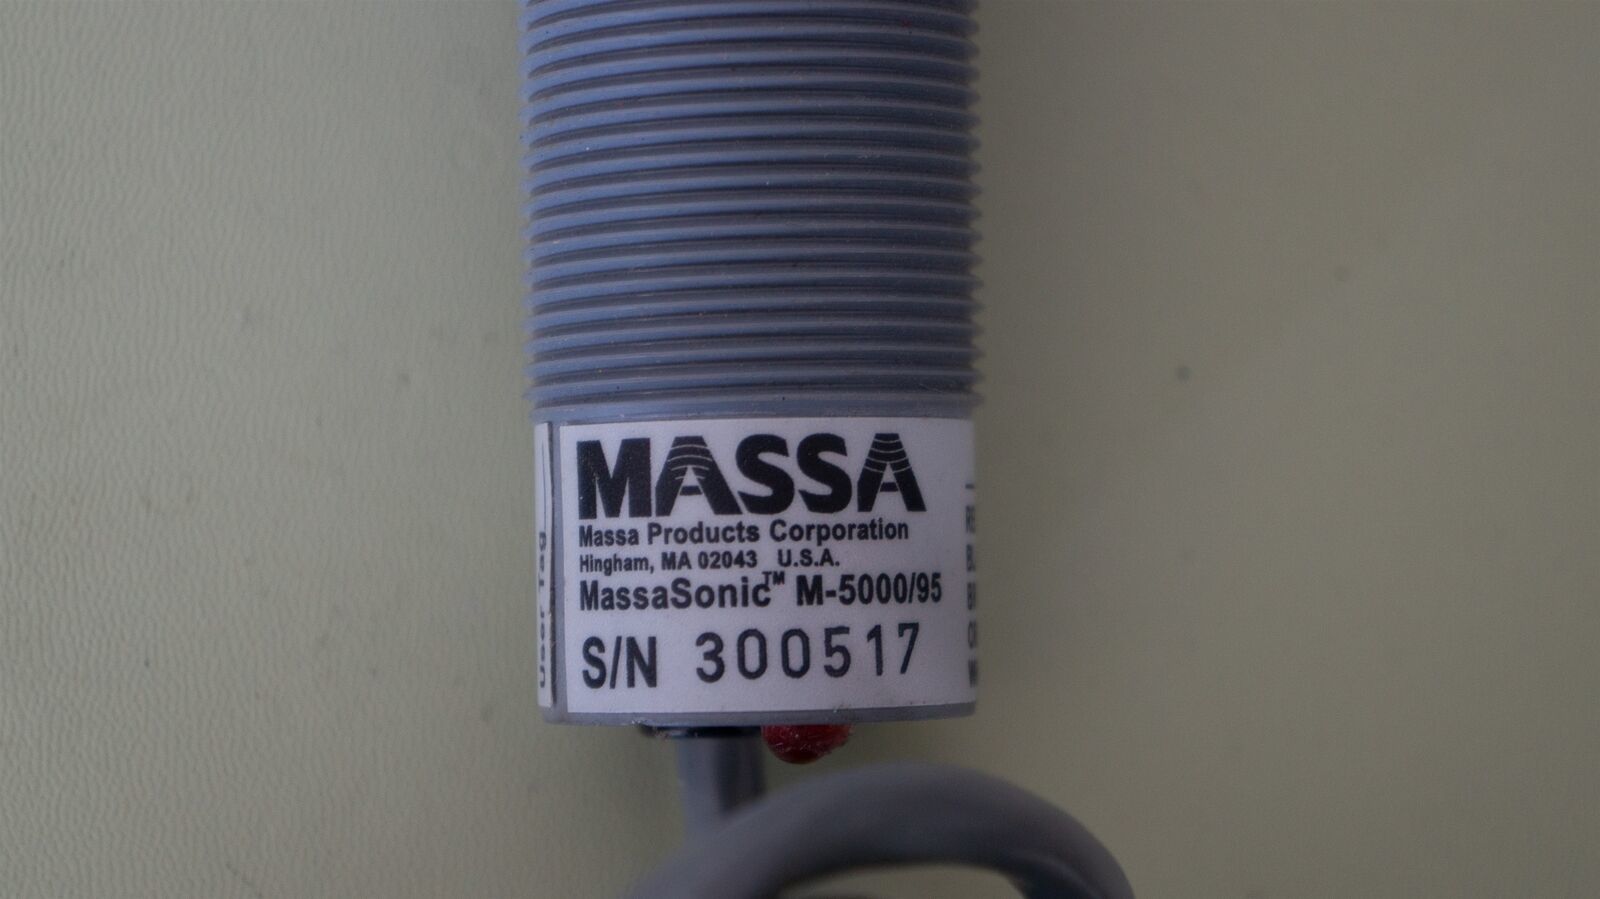 MASSA
Massa Products Corporation
Hingham, MA 02043 U.S.A.
MassaSonic™ M-5000/95
S/N 300517
User Tag